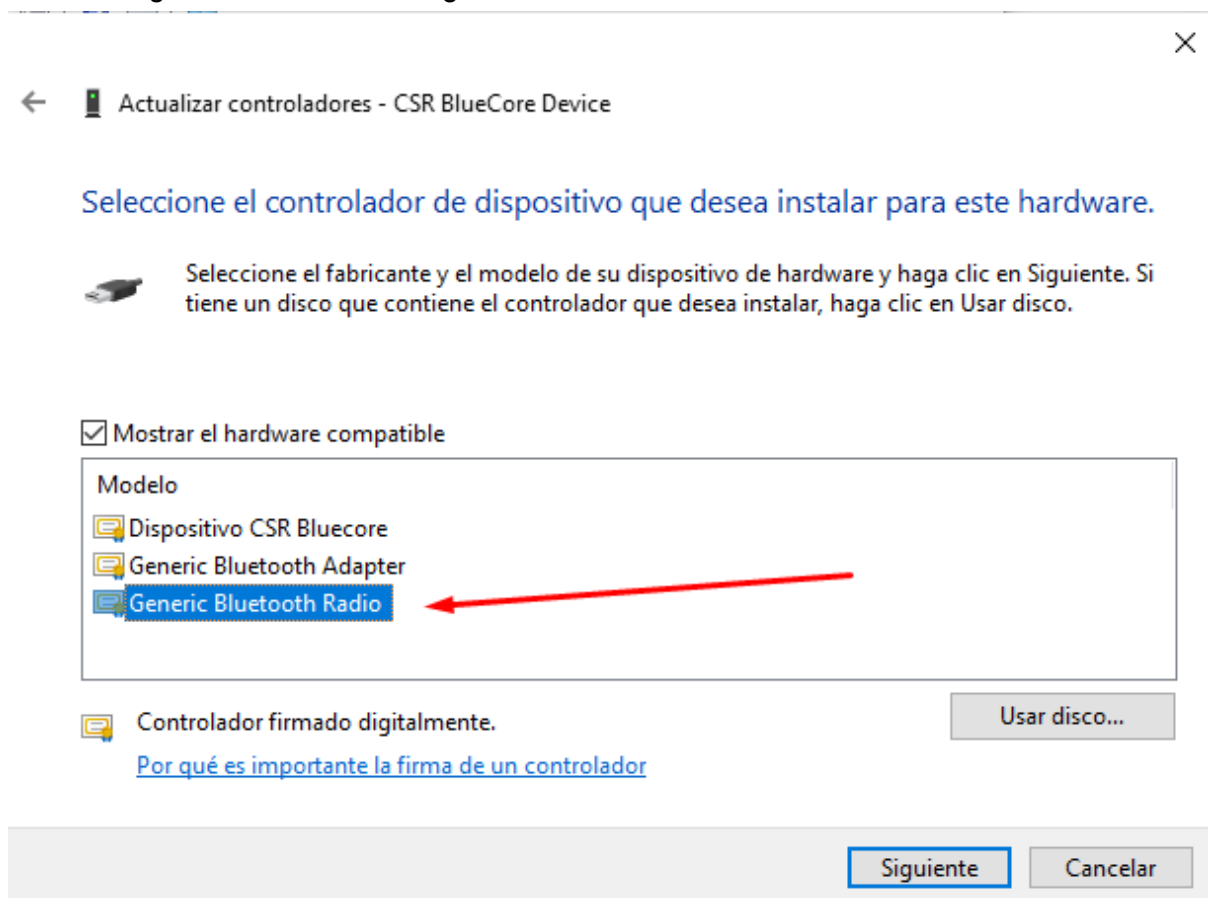 Actualizar controladores - CSR BlueCore Device
Seleccione el controlador de dispositivo que desea instalar para este hardware.
Seleccione el fabricante y el modelo de su dispositivo de hardware y haga clic en Siguiente. Si
tiene un disco que contiene el controlador que desea instalar, haga clic en Usar disco.
Mostrar el hardware compatible
Modelo
Dispositivo CSR Bluecore
Generic Bluetooth Adapter
Generic Bluetooth Radio
Controlador firmado digitalmente.
Usar disco...
Por qué es importante la firma de un controlador
Siguiente
Cancelar